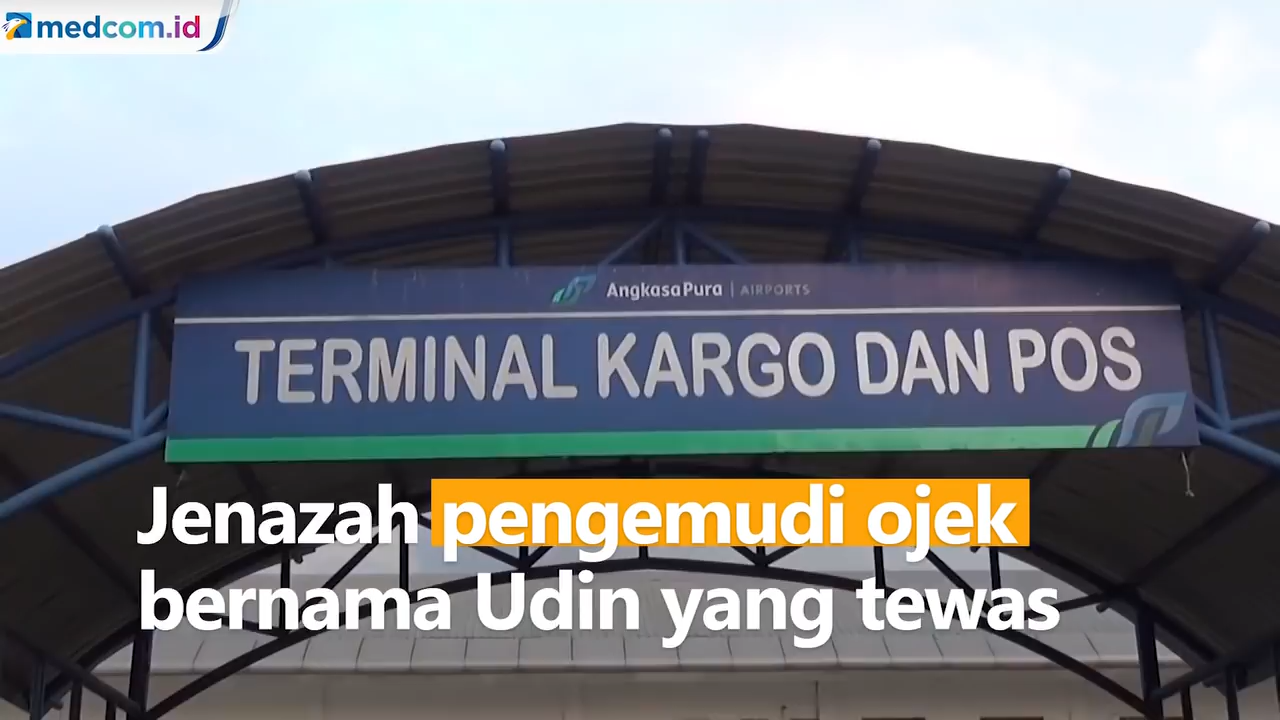 medcom.id
AngkasaPura | AIRPORTS
TERMINAL KARGO DAN POS
Jenazah pengemudi ojek
bernama Udin yang tewas